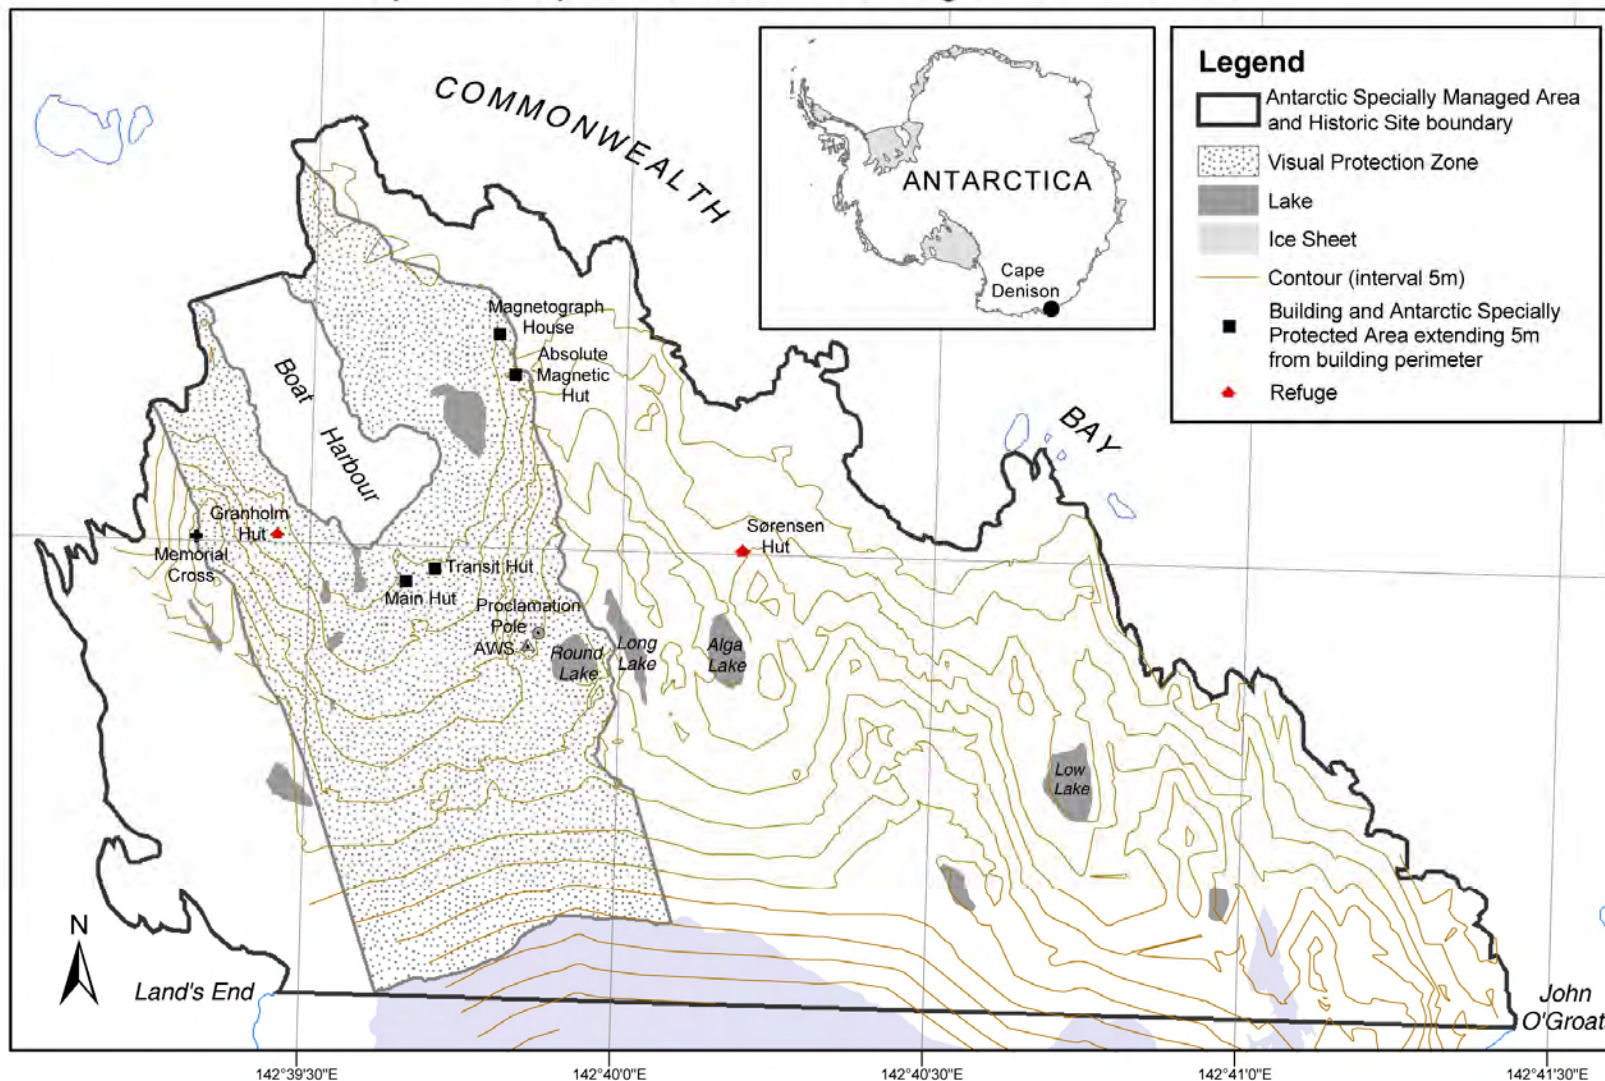 COMMONWEALTH
BAY
ANTARCTICA
Cape
Denison
Legend
Antarctic Specially Managed Area
and Historic Site boundary
Visual Protection Zone
Lake
Ice Sheet
Contour (interval 5m)
Building and Antarctic Specially
Protected Area extending 5m
from building perimeter
Refuge
Magnetograph
House
Absolute
Magnetic
Hut
Boat
Harbour
Granholm
Hut
Memorial
Cross
Transit Hut
Main Hut
Proclamation
Pole
AWS
Round
Lake
Long
Lake
Alga
Lake
Sørensen
Hut
Low
Lake
N
Land's End
John
O'Groat
142°39'30"E
142°40'0"E
142°40'30"E
142°41'0"E
142°41'30"E